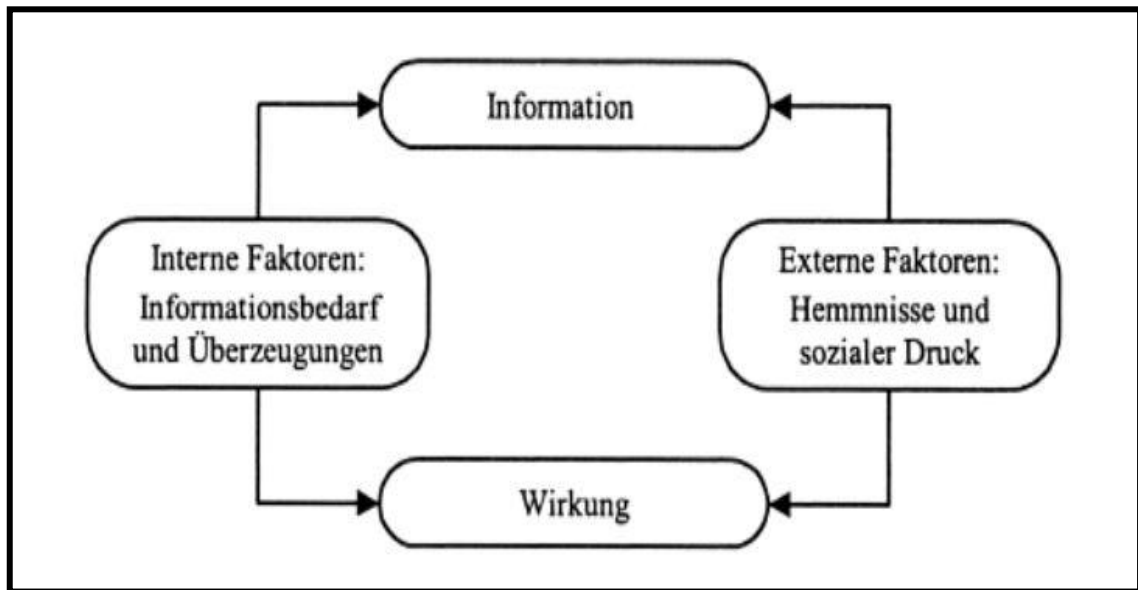 Information
Interne Faktoren:
Informationsbedarf
und Überzeugungen
Externe Faktoren:
Hemmnisse und
sozialer Druck
Wirkung